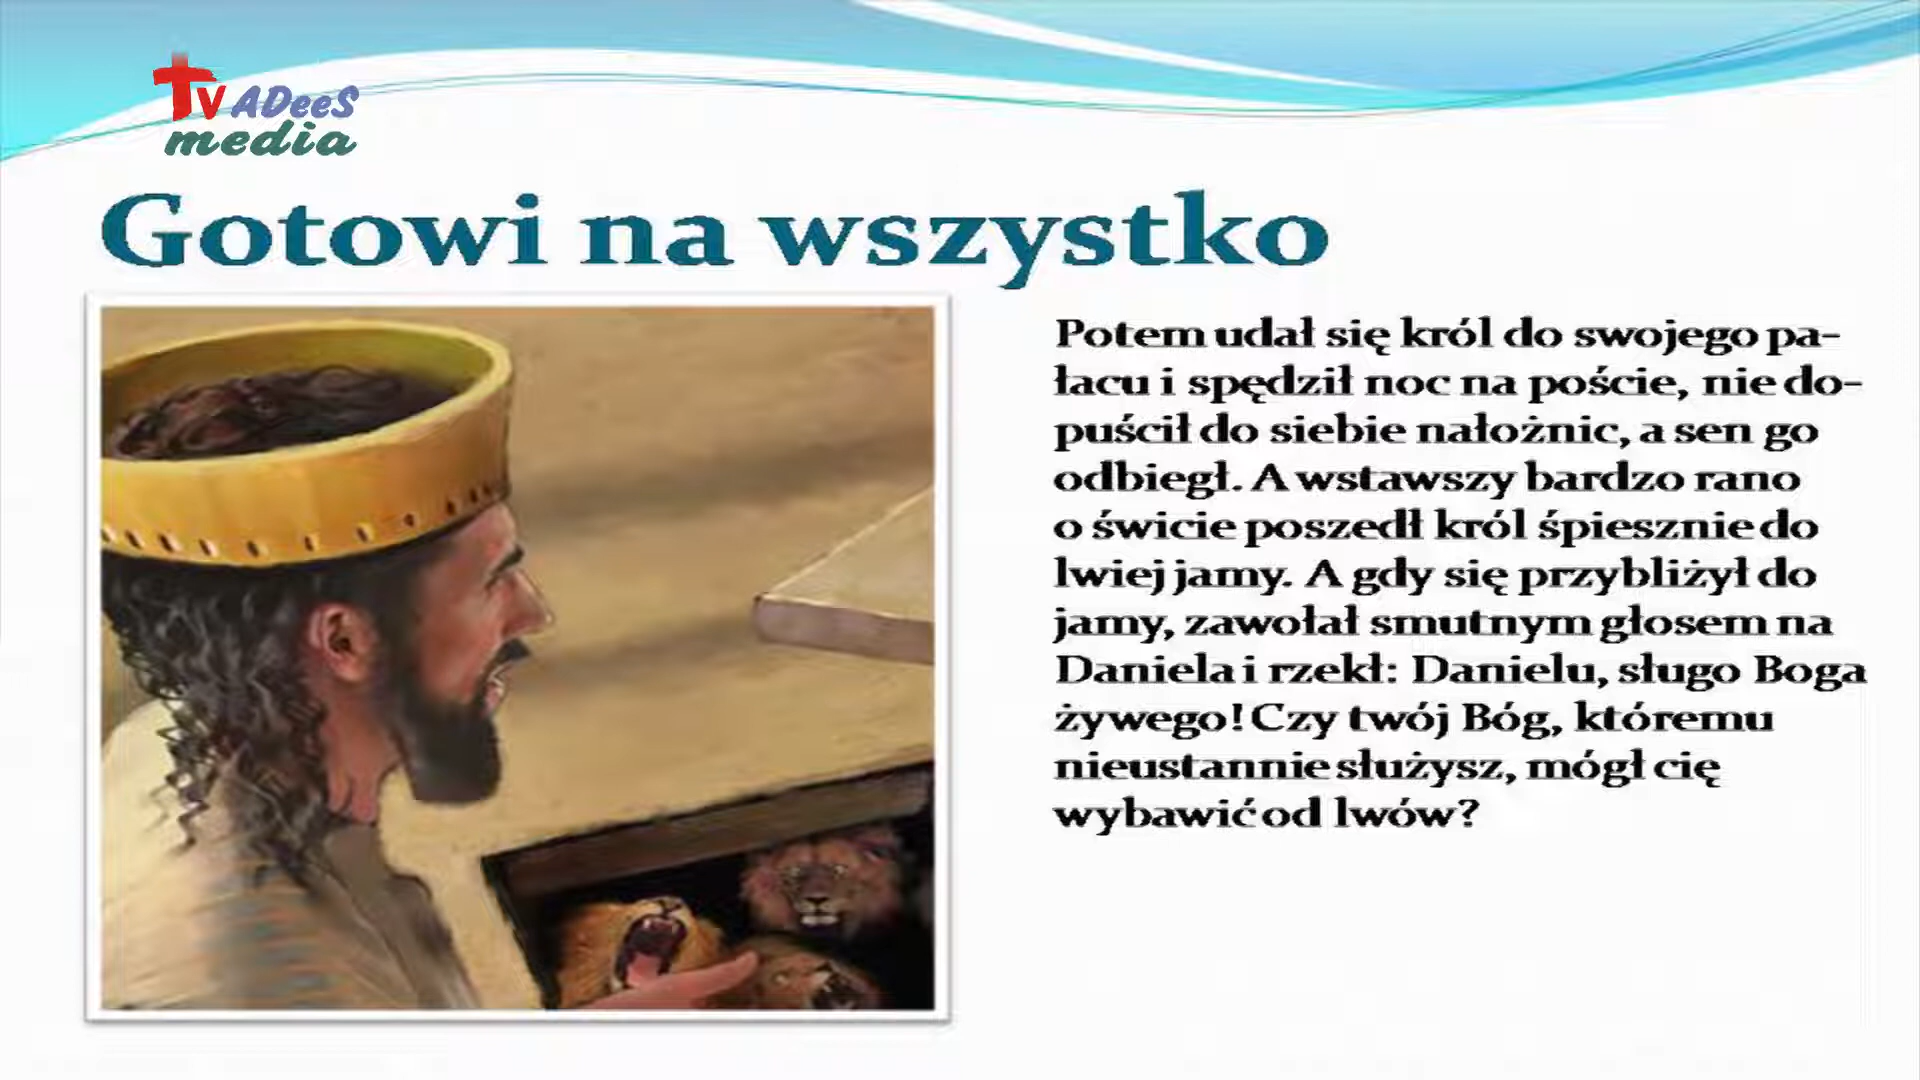 TV ADeeS
media
Gotowi na wszystko
Potem udał się król do swojego pa-
łacu i spędził noc na poście, nie do-
puścił do siebie nałożnic, a sen go
odbiegł. A wstawszy bardzo rano
o świcie poszedł król śpiesznie do
lwiej jamy. A gdy się przybliżył do
jamy, zawołał smutnym głosem na
Daniela i rzekł: Danielu, sługo Boga
żywego! Czy twój Bóg, któremu
nieustannie służysz, mógł cię
wybawić od lwów?